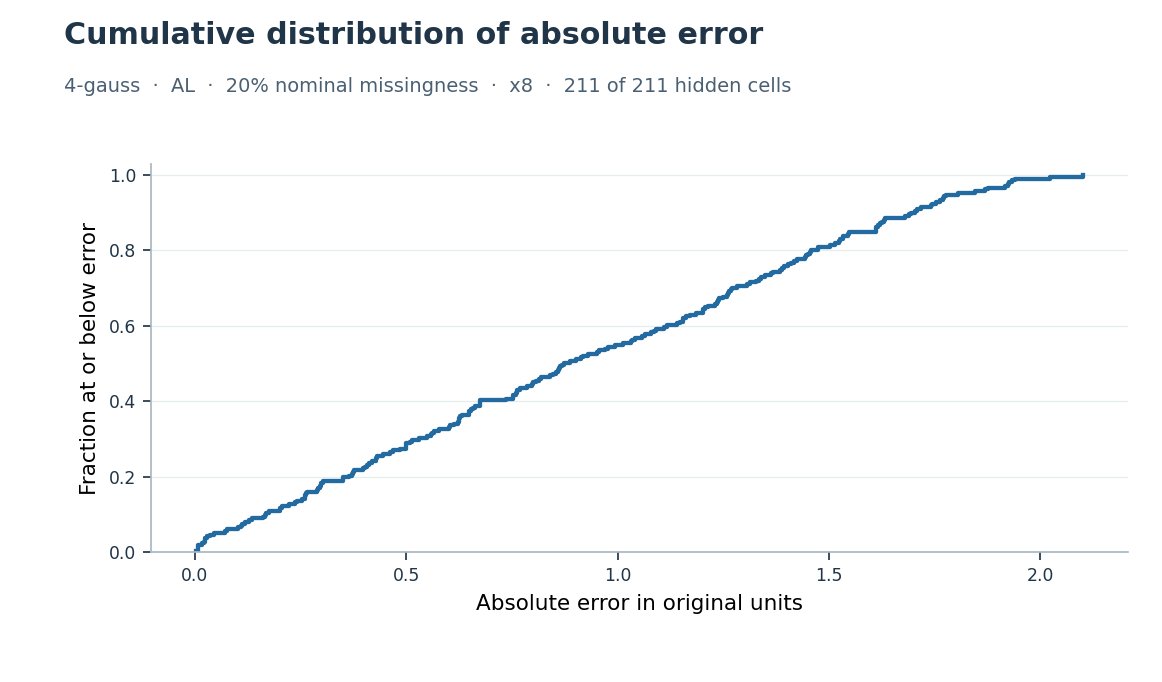 Cumulative distribution of absolute error
4-gauss · AL · 20% nominal missingness · x8 · 211 of 211 hidden cells
Fraction at or below error
1.0
0.8
0.6
0.4
0.2
0.0
0.0 0.5 1.0 1.5 2.0
Absolute error in original units